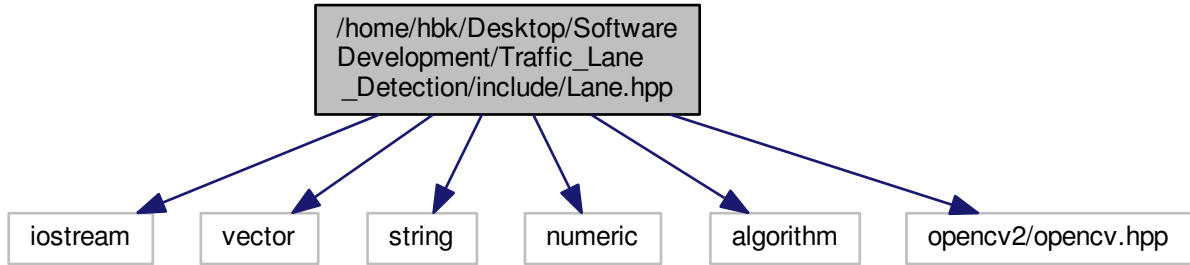 /home/hbk/Desktop/Software
Development/Traffic_Lane
_Detection/include/Lane.hpp
iostream
vector
string
numeric
algorithm
opencv2/opencv.hpp